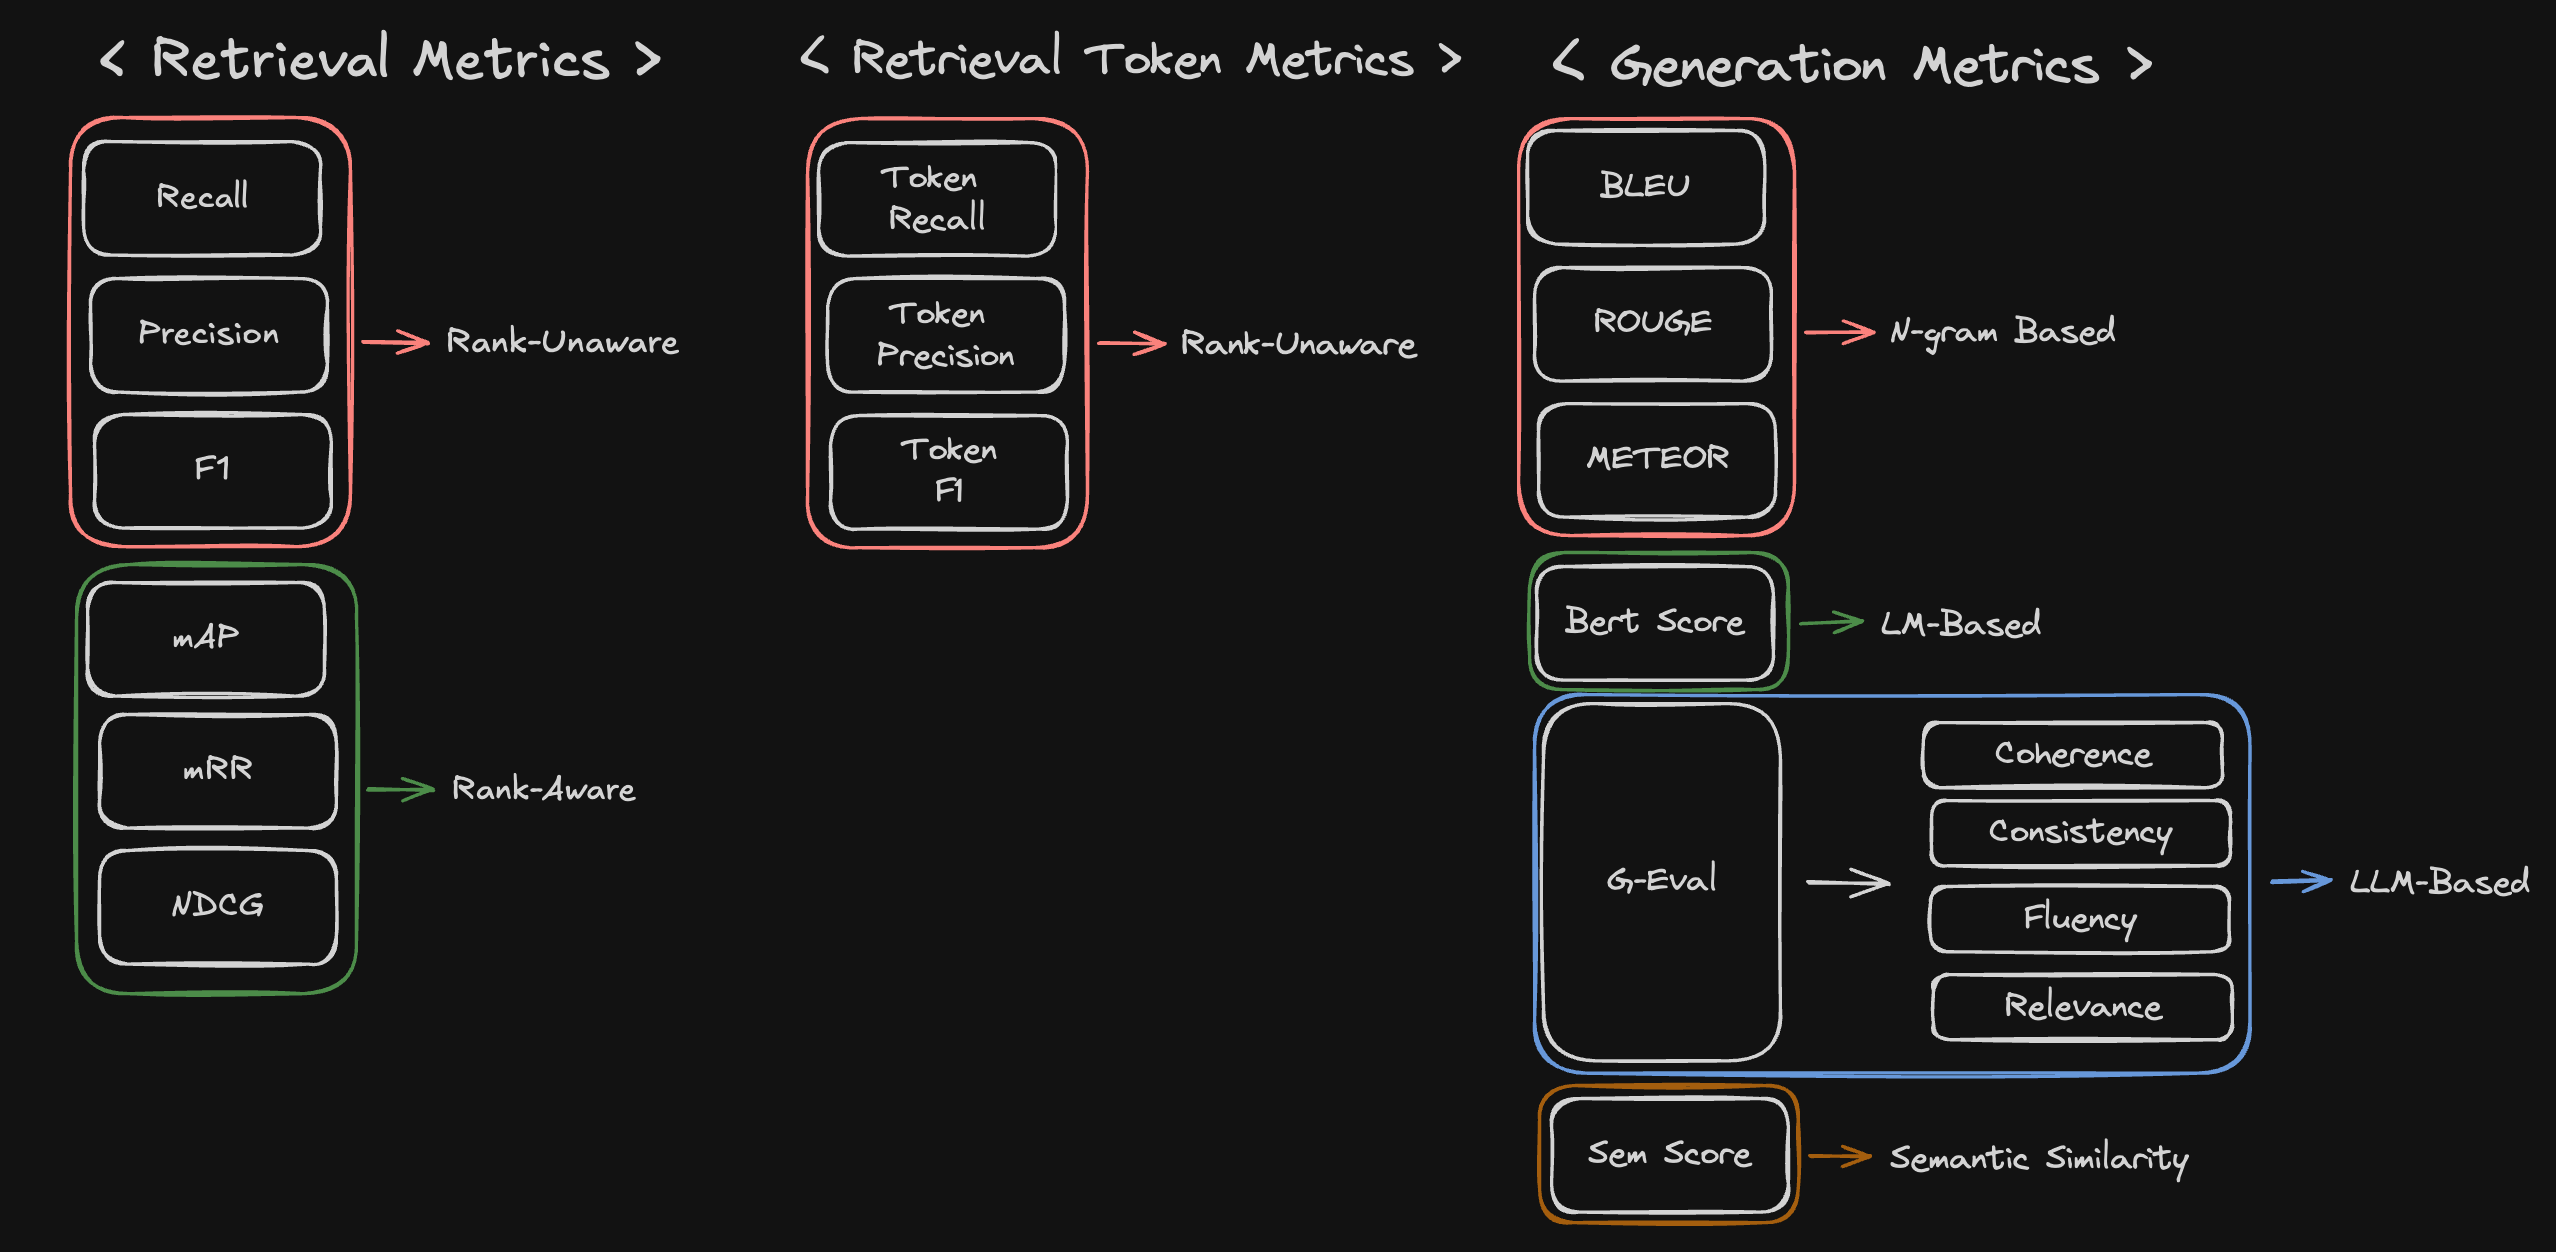 < Retrieval Metrics >
Recall
Precision
F1
Rank-Unaware
mAP
mRR
NDCG
Rank-Aware
< Retrieval Token Metrics >
Token
Recall
Token
Precision
Token
F1
Rank-Unaware
< Generation Metrics >
BLEU
ROUGE
METEOR
N-gram Based
Bert Score
LM-Based
G-Eval
Coherence
Consistency
Fluency
Relevance
LLM-Based
Sem Score
Semantic Similarity